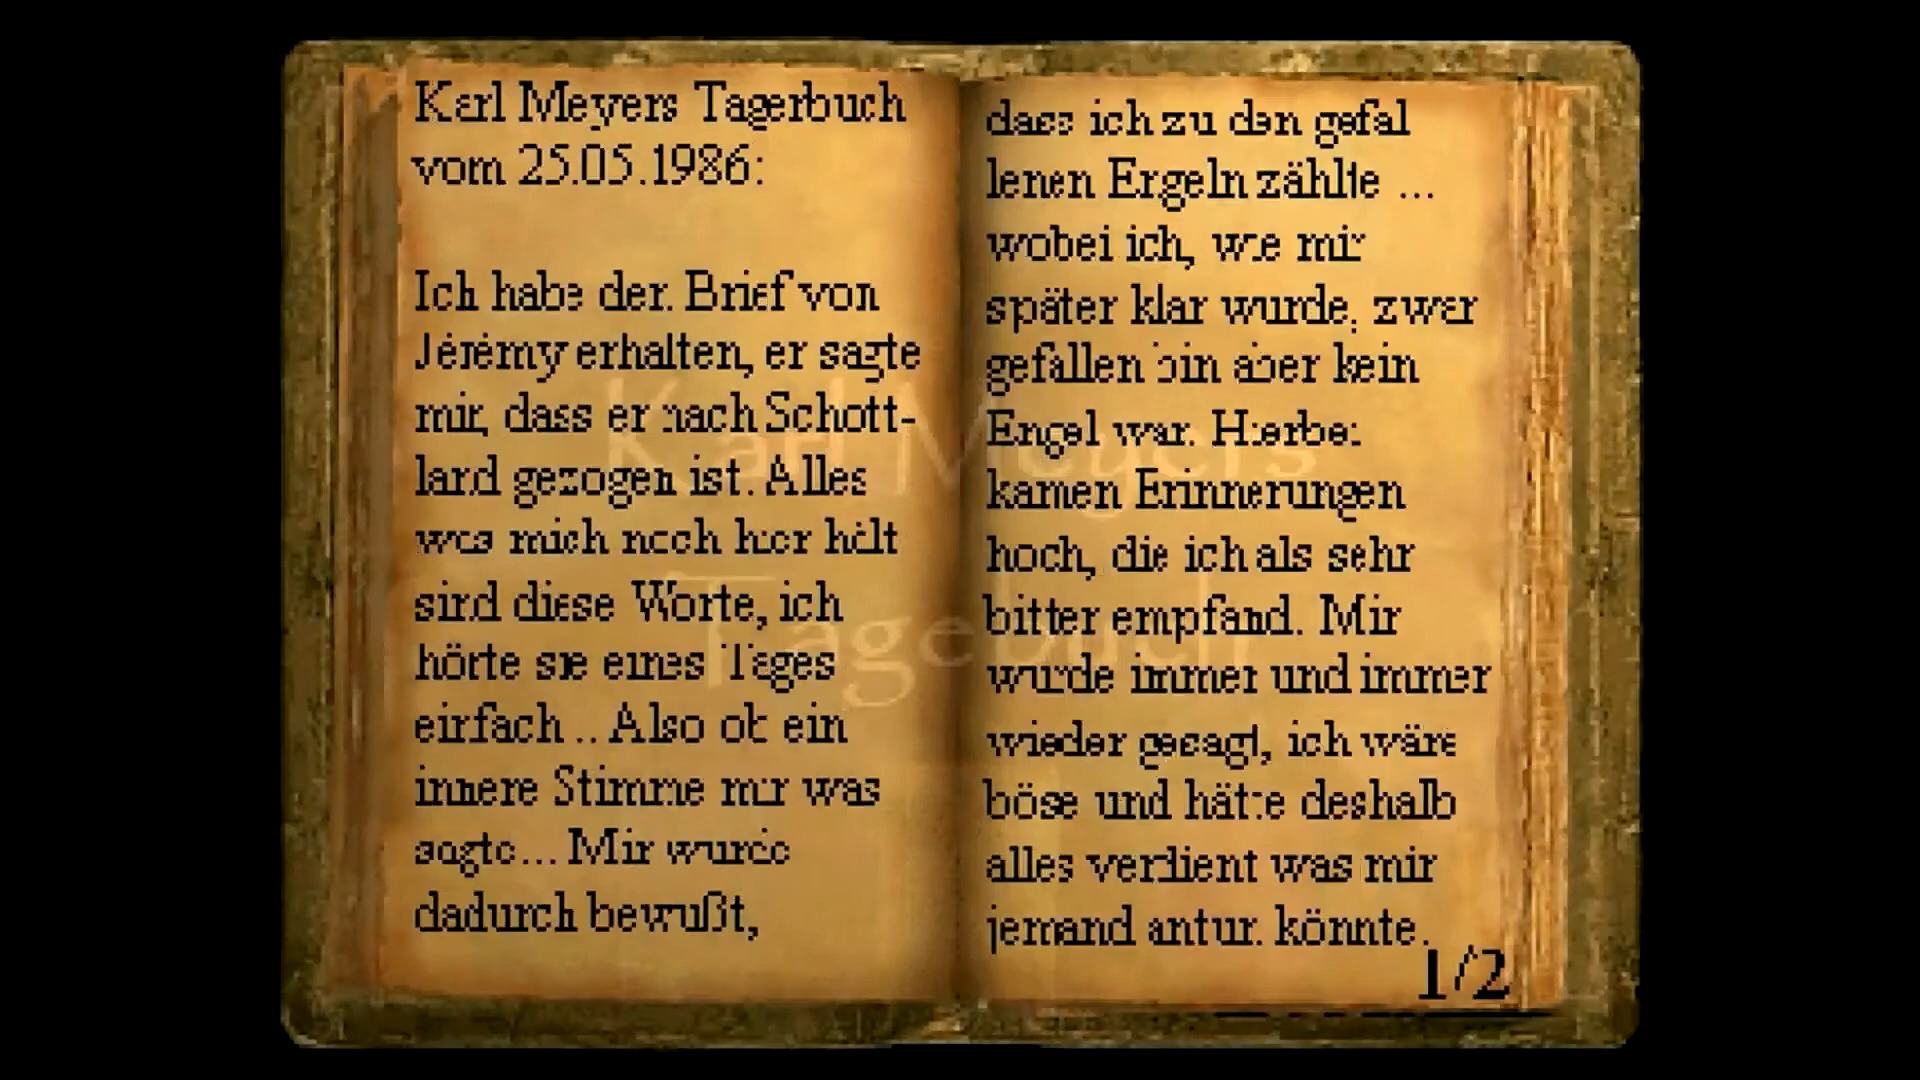 Karl Meyers Tagerbuch
vom 25.05.1986:
Ich habe den Brief von
Jérémy erhalten, er sagte
mir, dass er nach Schott-
land gezogen ist. Alles
was mich noch hier hält
sind diese Worte, ich
hörte sie eines Tages
einfach ... Also ob ein
innere Stimme mir was
sagte... Mir wurde
dadurch bewußt,
dass ich zu den gefal
lenen Engeln zählte ...
wobei ich, wie mir
später klar wurde, zwar
gefallen bin aber kein
Engel war. Hierbei
kamen Erinnerungen
hoch, die ich als sehr
bitter empfand. Mir
wurde immer und immer
wieder gesagt, ich wäre
böse und hätte deshalb
alles verdient was mir
jemand antun könnte.
1/2
Karl Meyers
Tagebuch